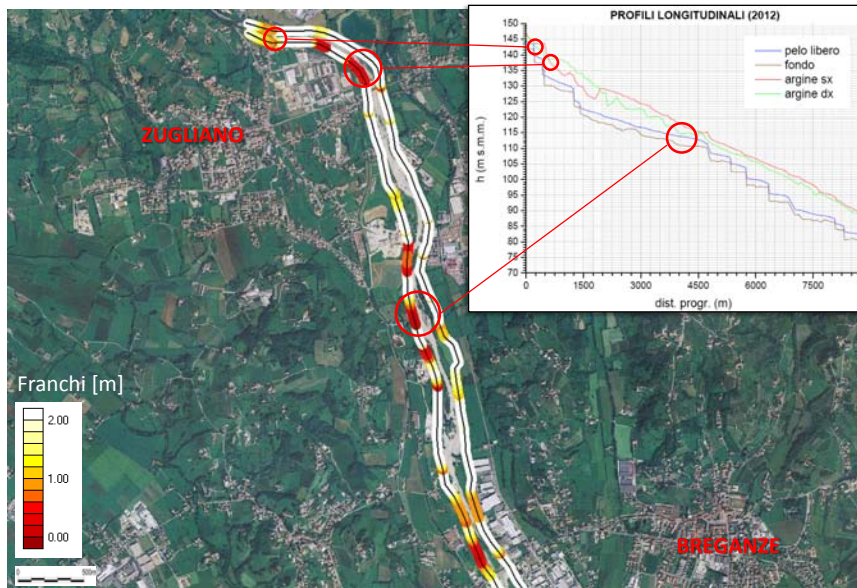 PROFILI LONGITUDINALI (2012)
150
145
140
135
130
125
120
115
110
105
100
95
90
85
80
75
70
h (m s.m.m.)
pelo libero
fondo
argine sx
argine dx
0
1500
3000
4500
6000
7500
dist. progr. (m)
ZUGLIANO
Franchi [m]
2.00
1.00
0.00
0
500m
BREGANZE